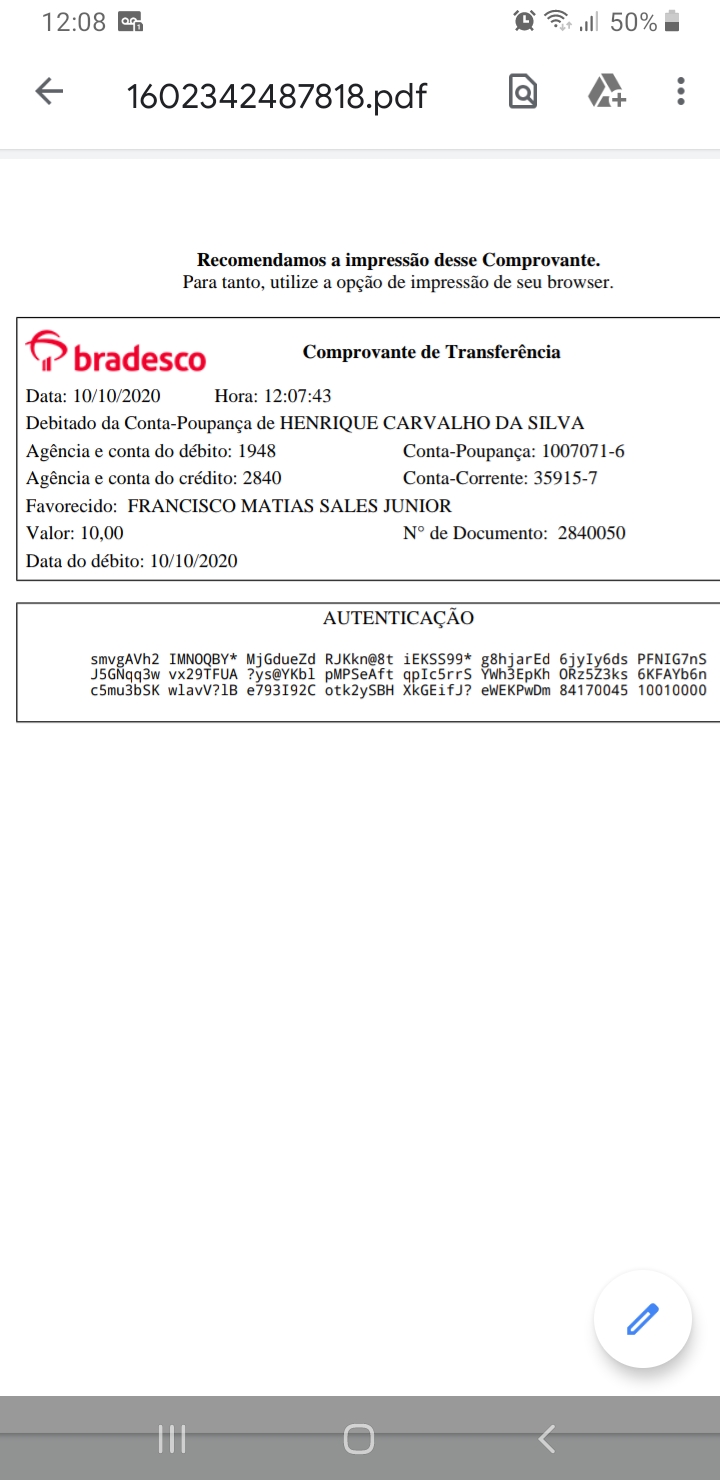 12:08 50%
1602342487818.pdf
Recomendamos a impressão desse Comprovante.
Para tanto, utilize a opção de impressão de seu browser.
bradesco Comprovante de Transferência
Data: 10/10/2020 Hora: 12:07:43
Debitado da Conta-Poupança de HENRIQUE CARVALHO DA SILVA
Agência e conta do débito: 1948 Conta-Poupança: 1007071-6
Agência e conta do crédito: 2840 Conta-Corrente: 35915-7
Favorecido: FRANCISCO MATIAS SALES JUNIOR
Valor: 10,00 N° de Documento: 2840050
Data do débito: 10/10/2020
AUTENTICAÇÃO
smvgAVh2 IMNOQBY* MjGdueZd RJKkn@8t iEKSS99* g8hjarEd 6jyIy6ds PFNIG7nS
J5GNqq3w vx29TFUA ?ys@YKbl pMPSeAft qpIc5rrS YWh3EpKh ORz5Z3ks 6KFAYb6n
c5mu3bSK wlavV?lB e793I92C otk2ySBH XkGEifJ? eWEKPwDm 84170045 10010000